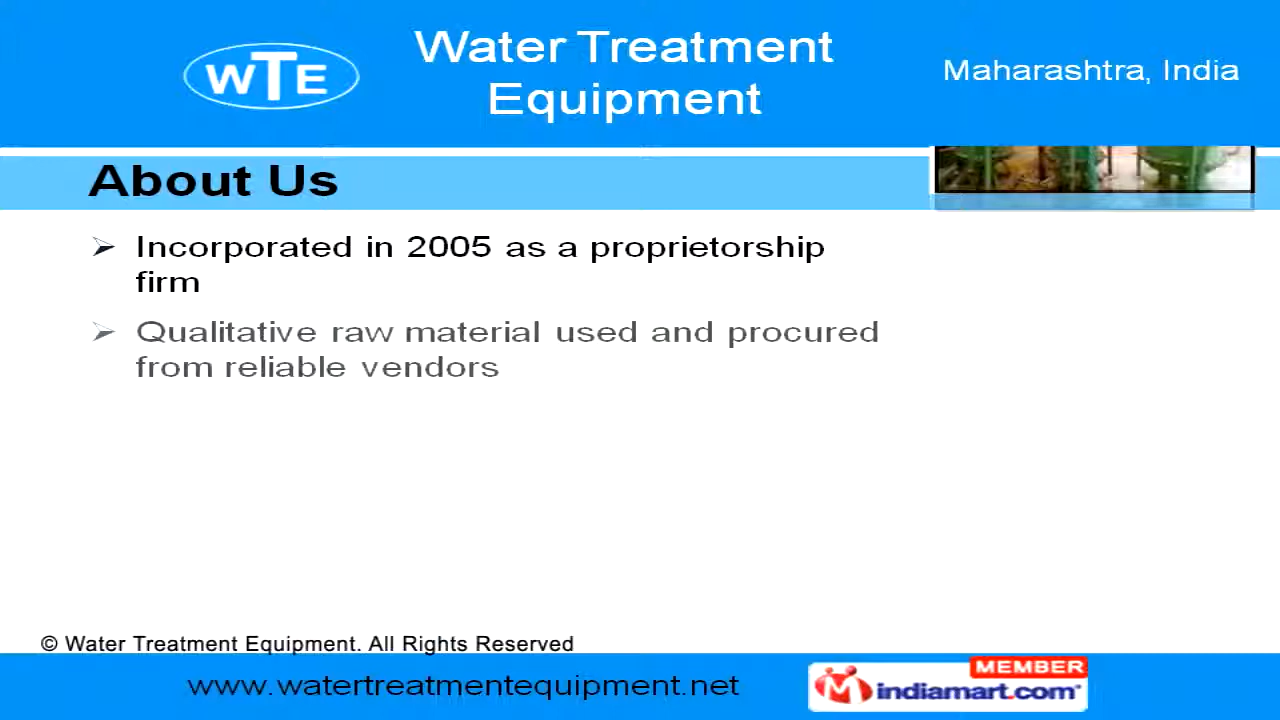 WTE
Water Treatment
Equipment
Maharashtra, India
About Us
➢ Incorporated in 2005 as a proprietorship
firm
➢ Qualitative raw material used and procured
from reliable vendors
© Water Treatment Equipment. All Rights Reserved
www.watertreatmentequipment.net
MEMBER
indiamart.com